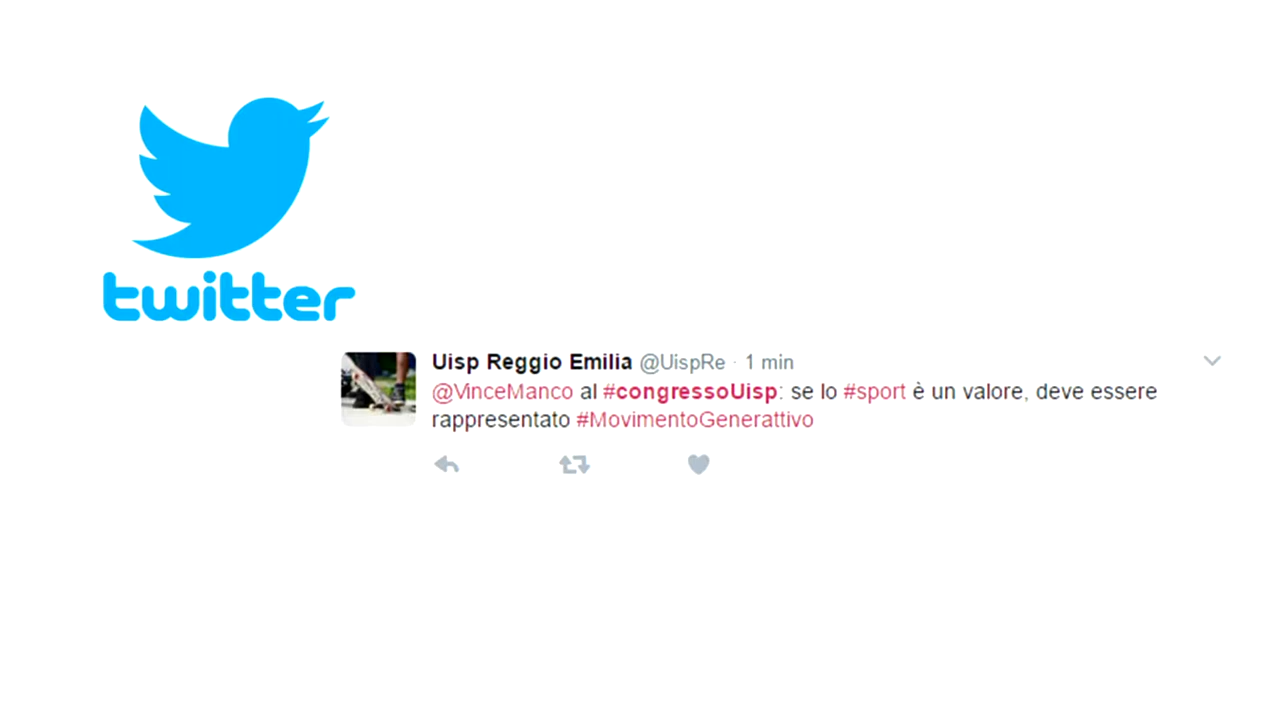 twitter
Uisp Reggio Emilia @UispRe · 1 min
@VinceManco al #congressoUisp: se lo #sport è un valore, deve essere
rappresentato #MovimentoGenerattivo